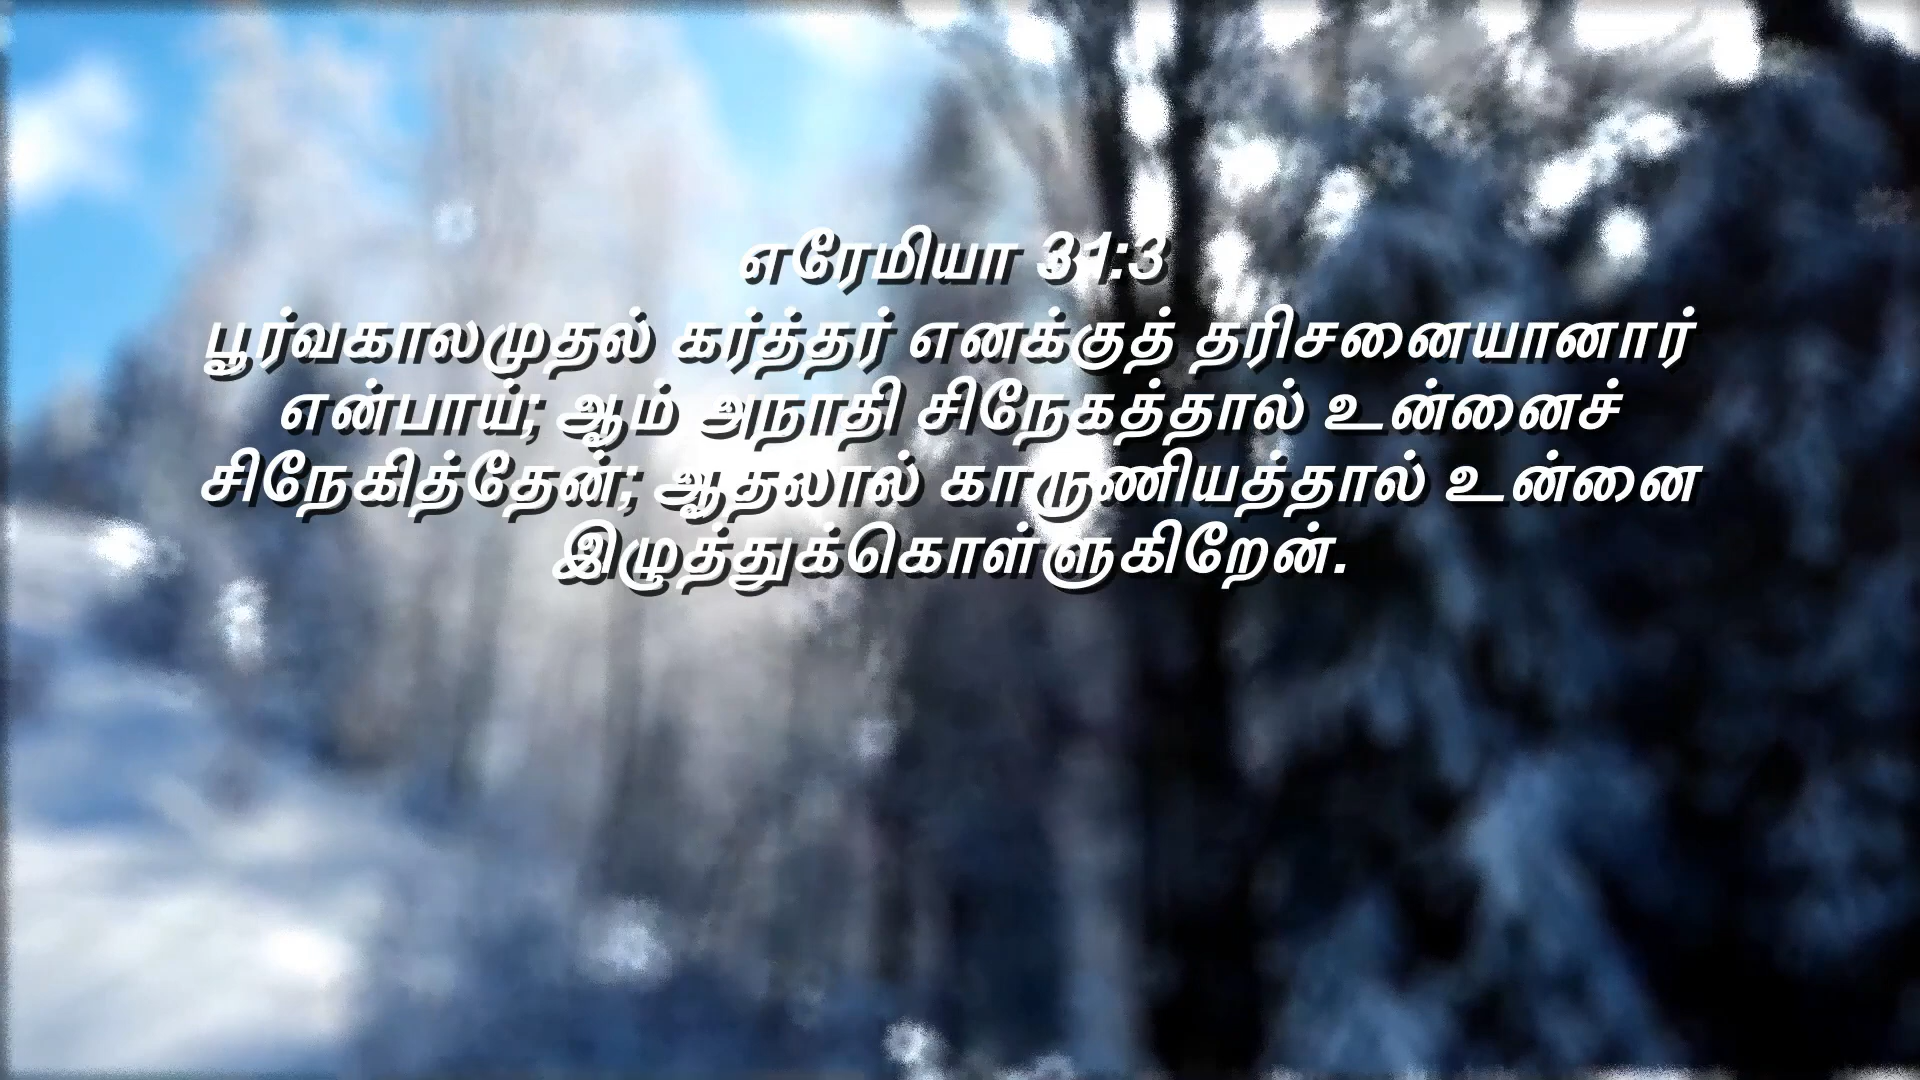 எரேமியா 31:3
பூர்வகாலமுதல் கர்த்தர் எனக்குத் தரிசனையானார்
என்பாய்; ஆம் அநாதி சிநேகத்தால் உன்னைச்
சிநேகித்தேன்; ஆதலால் காருணியத்தால் உன்னை
இழுத்துக்கொள்ளுகிறேன்.